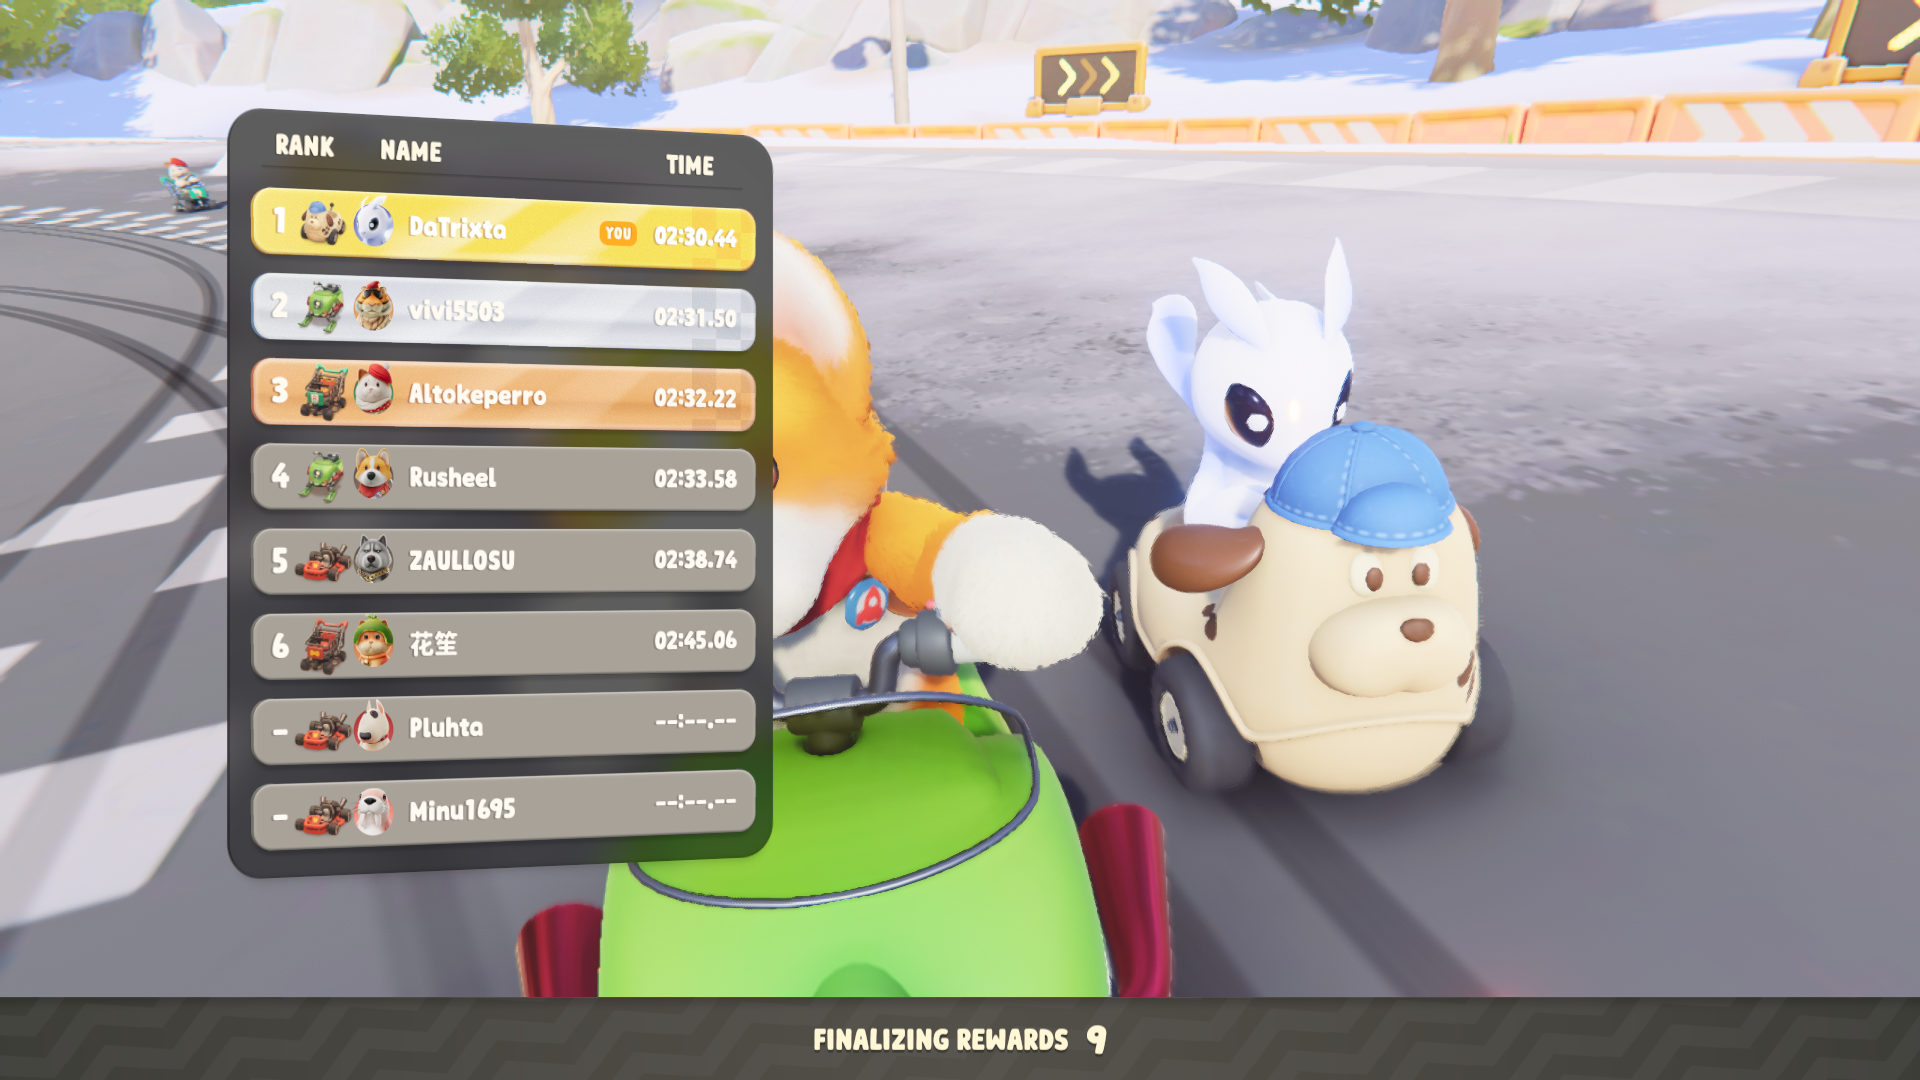 RANK NAME TIME
1 DaTrixta YOU 02:30.44
2 vivi5503 02:31.50
3 Altokeperro 02:32.22
4 Rusheel 02:33.58
5 ZAULLOSU 02:38.74
6 花笙 02:45.06
- Pluhta --:--.--
- Minu1695 --:--.--
FINALIZING REWARDS 9